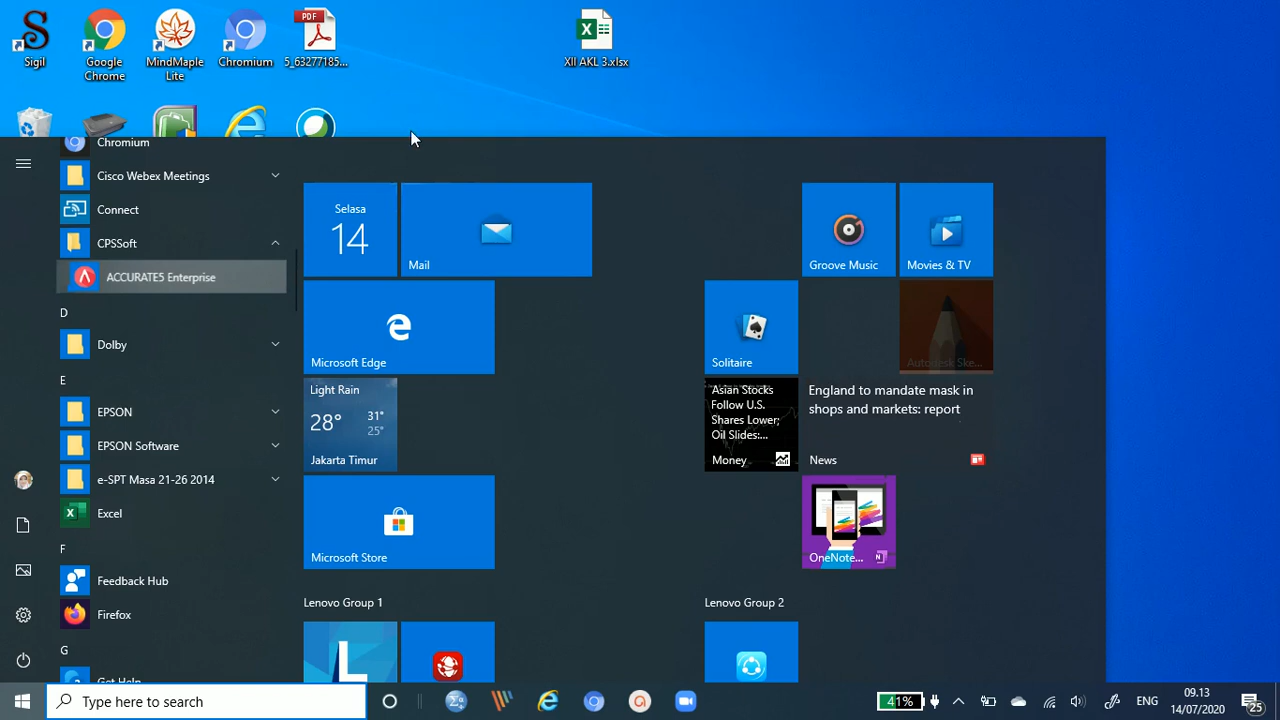 Sigil
Google
Chrome
MindMaple
Lite
Chromium
PDF
5_63277185...
XII AKL 3.xlsx
Chromium
Cisco Webex Meetings
Connect
CPSSoft
ACCURATE5 Enterprise
D
Dolby
E
EPSON
EPSON Software
e-SPT Masa 21-26 2014
Excel
F
Feedback Hub
Firefox
G
Get Help
Selasa
14
Mail
Microsoft Edge
Light Rain
28°
31°
25°
Jakarta Timur
Microsoft Store
Lenovo Group 1
Groove Music
Movies & TV
Solitaire
Autodesk Ske...
Asian Stocks
Follow U.S.
Shares Lower;
Oil Slides:...
Money
England to mandate mask in
shops and markets: report
News
OneNote...
Lenovo Group 2
Type here to search
41%
ENG
09.13
14/07/2020
25